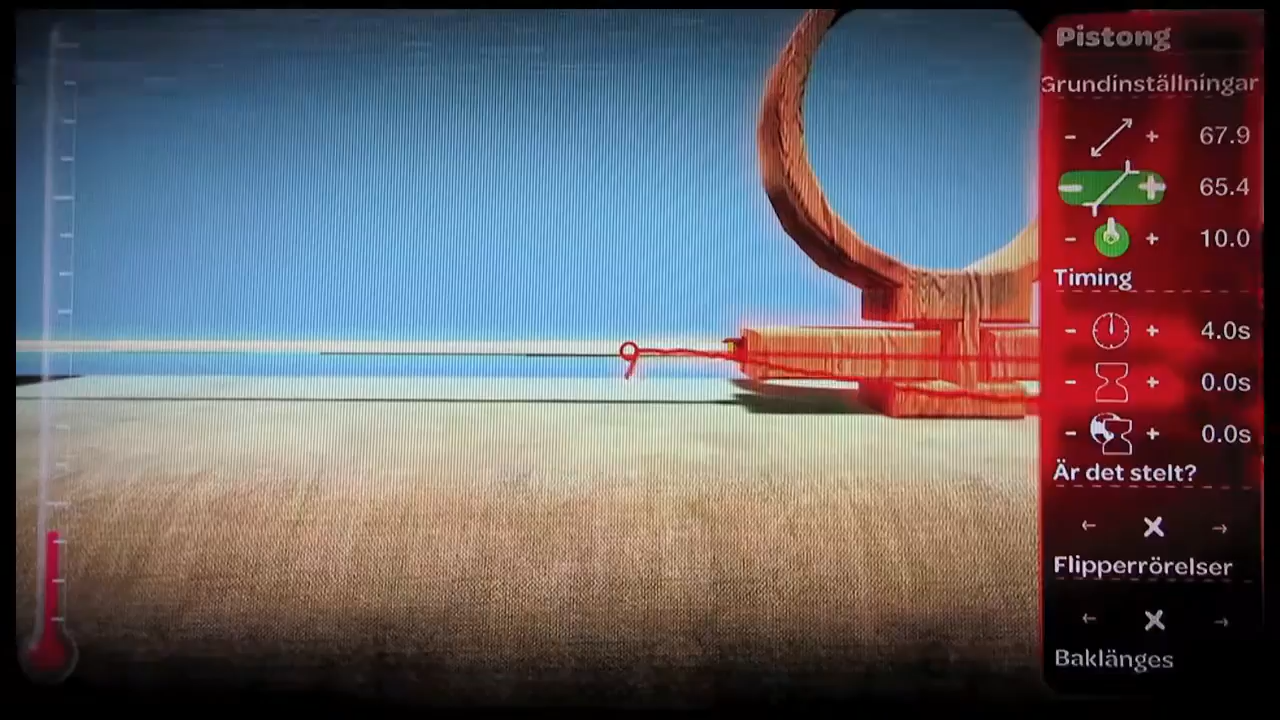 Pistong
Grundinställningar
- + 67.9
- + 65.4
- + 10.0
Timing
- + 4.0s
- + 0.0s
- + 0.0s
Är det stelt?
← ×  →
Flipperrörelser
← × →
Baklänges